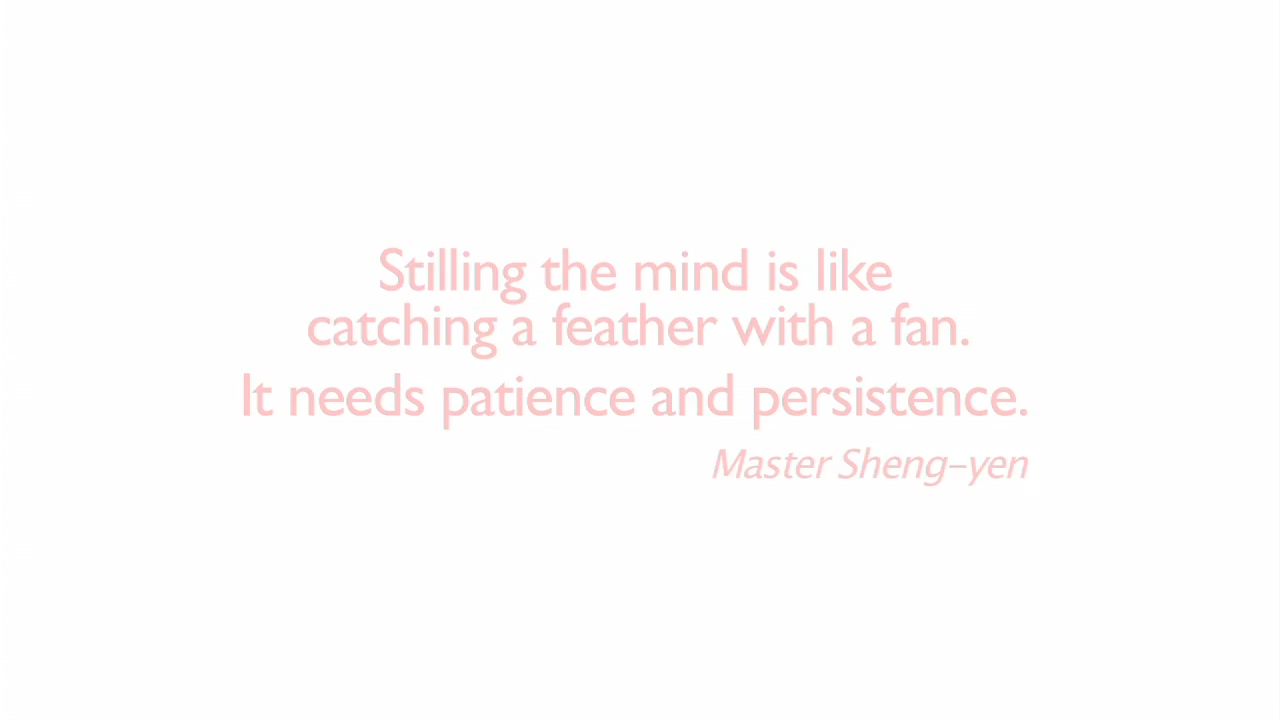 Stilling the mind is like
catching a feather with a fan.
It needs patience and persistence.
Master Sheng-yen